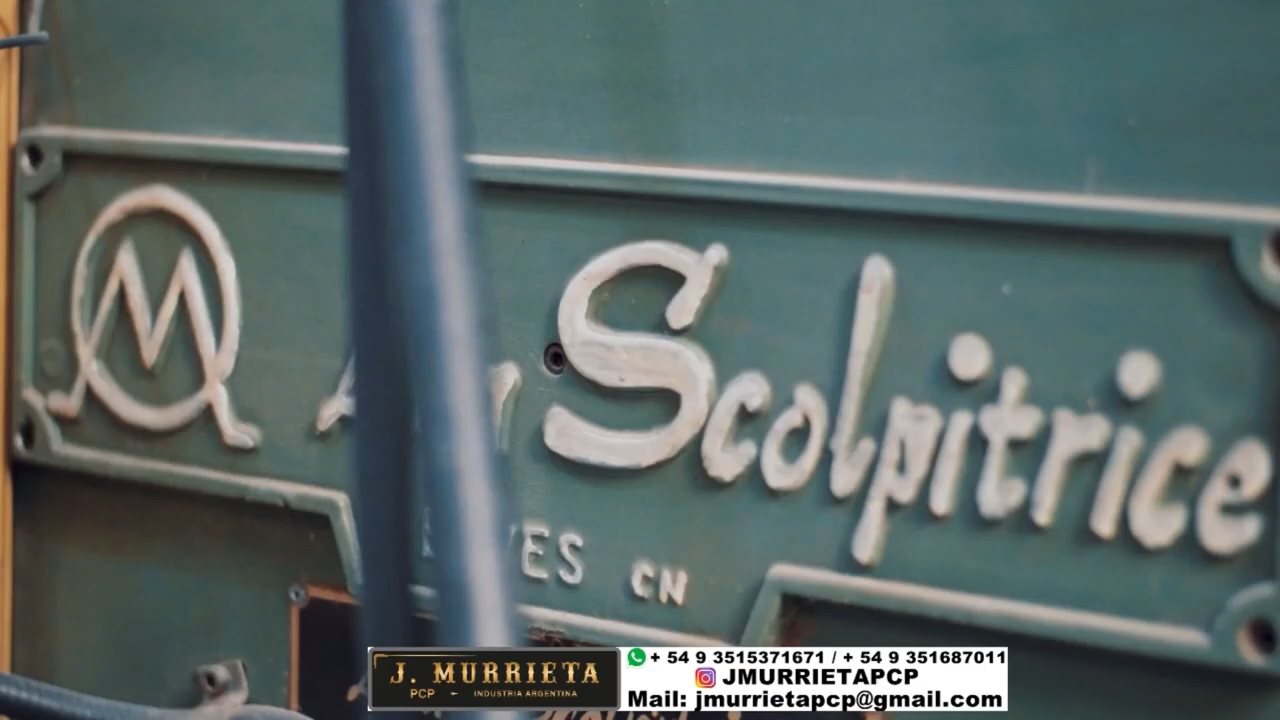 M
Scolpitrice
ES CN
J. MURRIETA
PCP
INDUSTRIA ARGENTINA
+ 54 9 3515371671 / + 54 9 351687011
JMURRIETAPCP
Mail: jmurrietapcp@gmail.com